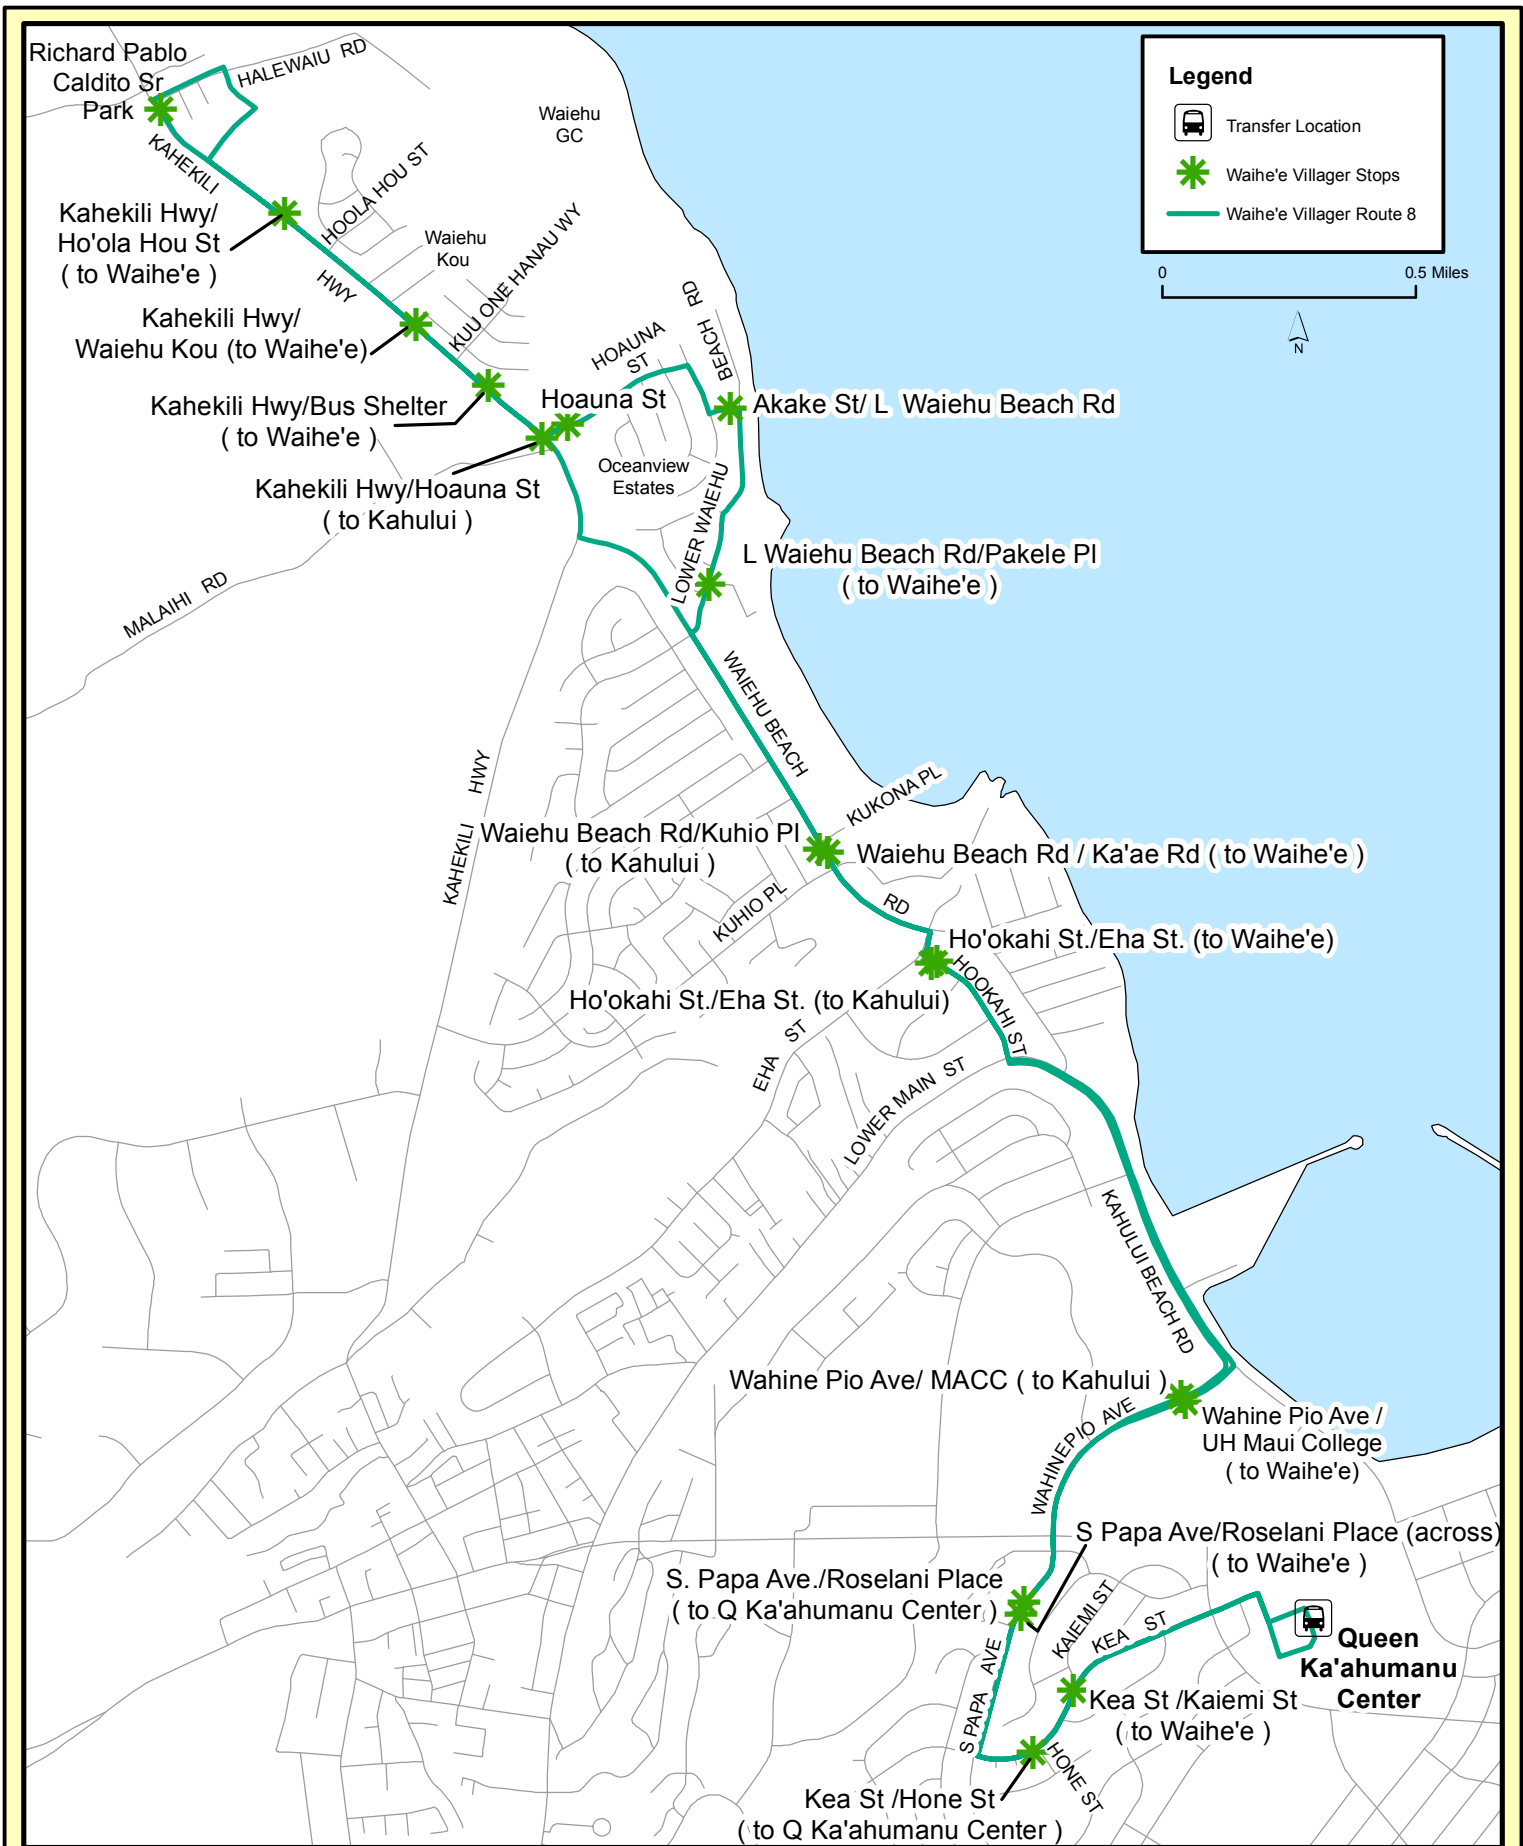 Richard Pablo
Caldito Sr
Park
HALEWAIU RD
Waiehu
GC
Legend
Transfer Location
Waihe'e Villager Stops
Waihe'e Villager Route 8
0 0.5 Miles
N
KAHEKILI
HWY
HOOLA HOU ST
Kahekili Hwy/
Ho'ola Hou St
( to Waihe'e )
Waiehu
Kou
KUU ONE HANAU WY
Kahekili Hwy/
Waiehu Kou (to Waihe'e)
HOAUNA
ST
BEACH RD
Kahekili Hwy/Bus Shelter
( to Waihe'e )
Hoauna St
Akake St/ L Waiehu Beach Rd
Oceanview
Estates
Kahekili Hwy/Hoauna St
( to Kahului )
LOWER WAIEHU
L Waiehu Beach Rd/Pakele Pl
( to Waihe'e )
MALAIHI RD
WAIEHU BEACH
RD
KAHEKILI HWY
KUKONA PL
Waiehu Beach Rd/Kuhio Pl
( to Kahului )
Waiehu Beach Rd / Ka'ae Rd ( to Waihe'e )
KUHIO PL
Ho'okahi St./Eha St. (to Waihe'e)
HOOKAHI ST
Ho'okahi St./Eha St. (to Kahului)
EHA ST
LOWER MAIN ST
KAHULUI BEACH RD
Wahine Pio Ave/ MACC ( to Kahului )
WAHINEPIO AVE
Wahine Pio Ave /
UH Maui College
( to Waihe'e)
S Papa Ave/Roselani Place (across)
( to Waihe'e )
S. Papa Ave./Roselani Place
( to Q Ka'ahumanu Center )
KAIEMI ST
KEA ST
Queen
Ka'ahumanu
Center
S PAPA AVE
Kea St /Kaiemi St
( to Waihe'e )
HONE ST
Kea St /Hone St
( to Q Ka'ahumanu Center )